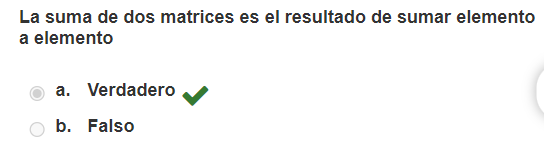 La suma de dos matrices es el resultado de sumar elemento
a elemento
a. Verdadero
b. Falso